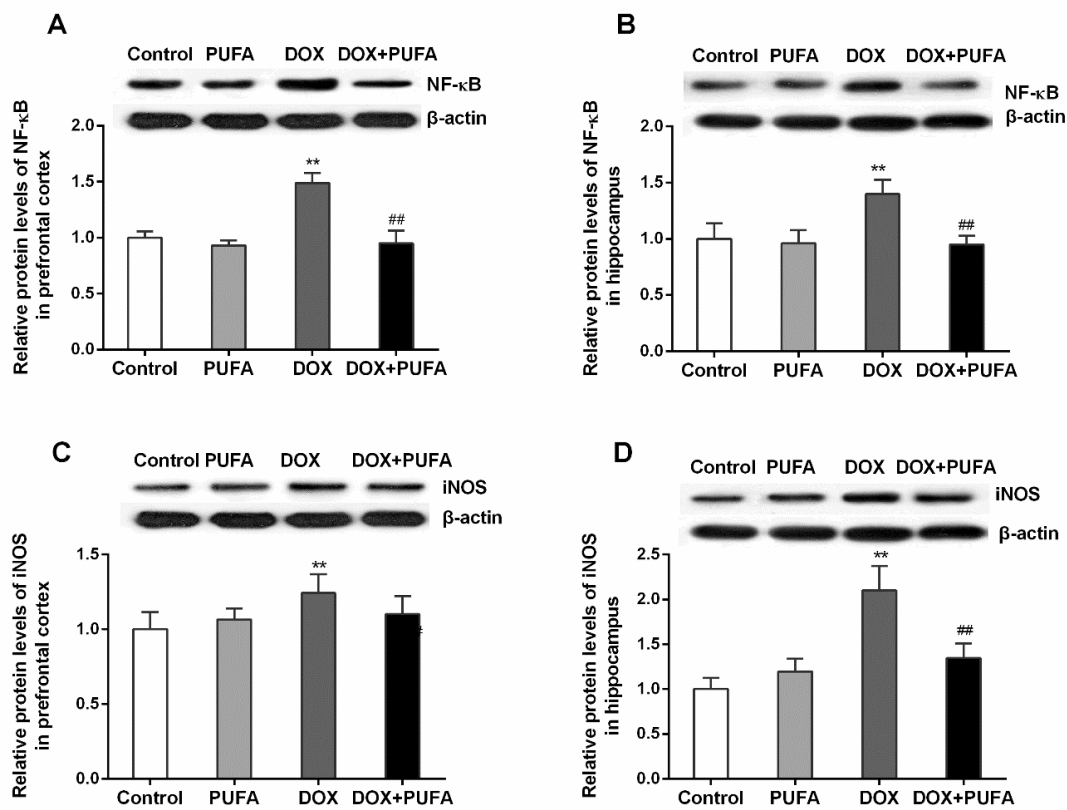 A
Control PUFA DOX DOX+PUFA
NF-κB
β-actin
Relative protein levels of NF-κB
in prefrontal cortex
2.0
1.5
1.0
0.5
0.0
**
##
Control PUFA DOX DOX+PUFA
B
Control PUFA DOX DOX+PUFA
NF-κB
β-actin
Relative protein levels of NF-κB
in hippocampus
2.0
1.5
1.0
0.5
0.0
**
##
Control PUFA DOX DOX+PUFA
C
Control PUFA DOX DOX+PUFA
iNOS
β-actin
Relative protein levels of iNOS
in prefrontal cortex
1.5
1.0
0.5
0.0
**
Control PUFA DOX DOX+PUFA
D
Control PUFA DOX DOX+PUFA
iNOS
β-actin
Relative protein levels of iNOS
in hippocampus
2.5
2.0
1.5
1.0
0.5
0.0
**
##
Control PUFA DOX DOX+PUFA